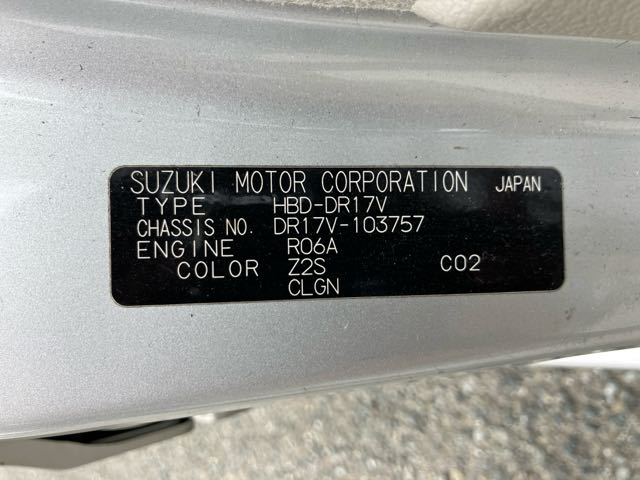 SUZUKI MOTOR CORPORATION JAPAN
TYPE HBD-DR17V
CHASSIS NO. DR17V-103757
ENGINE R06A
COLOR Z2S C02
CLGN